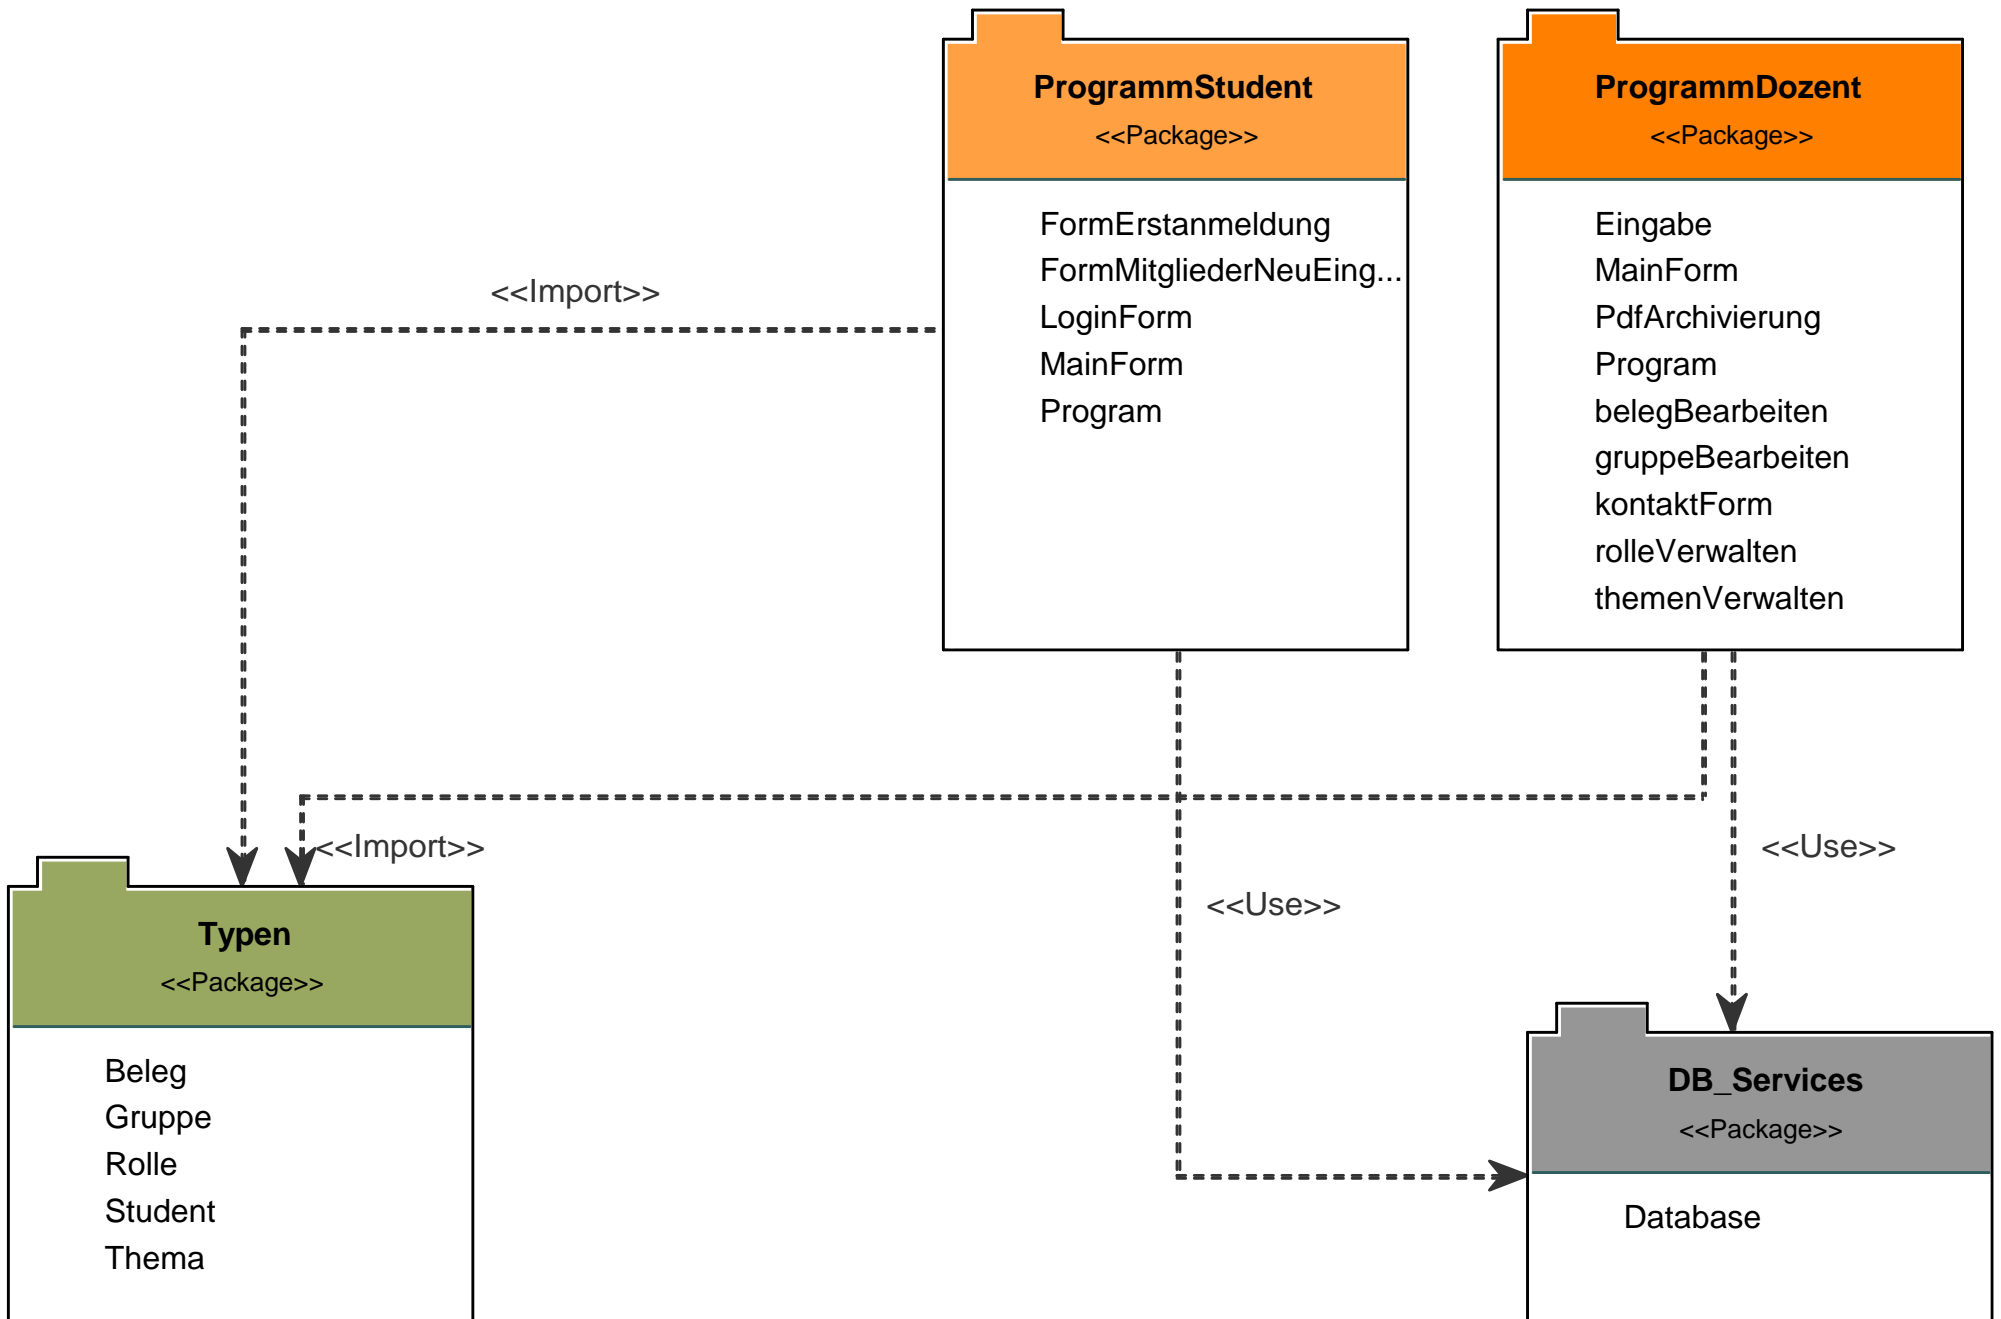 ProgrammStudent
<<Package>>
FormErstanmeldung
FormMitgliederNeuEing...
LoginForm
MainForm
Program
ProgrammDozent
<<Package>>
Eingabe
MainForm
PdfArchivierung
Program
belegBearbeiten
gruppeBearbeiten
kontaktForm
rolleVerwalten
themenVerwalten
<<Import>>
<<Import>>
<<Use>>
<<Use>>
Typen
<<Package>>
Beleg
Gruppe
Rolle
Student
Thema
DB_Services
<<Package>>
Database